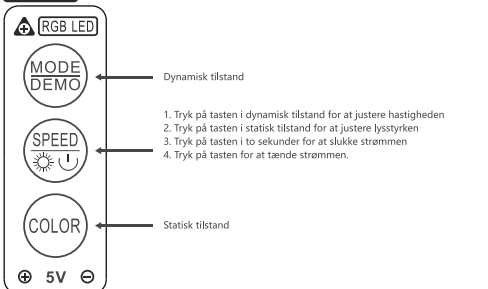 RGB LED
MODE
DEMO
Dynamisk tilstand
1. Tryk på tasten i dynamisk tilstand for at justere hastigheden
2. Tryk på tasten i statisk tilstand for at justere lysstyrken
3. Tryk på tasten i to sekunder for at slukke strømmen
4. Tryk på tasten for at tænde strømmen.
SPEED
COLOR
Statisk tilstand
5V